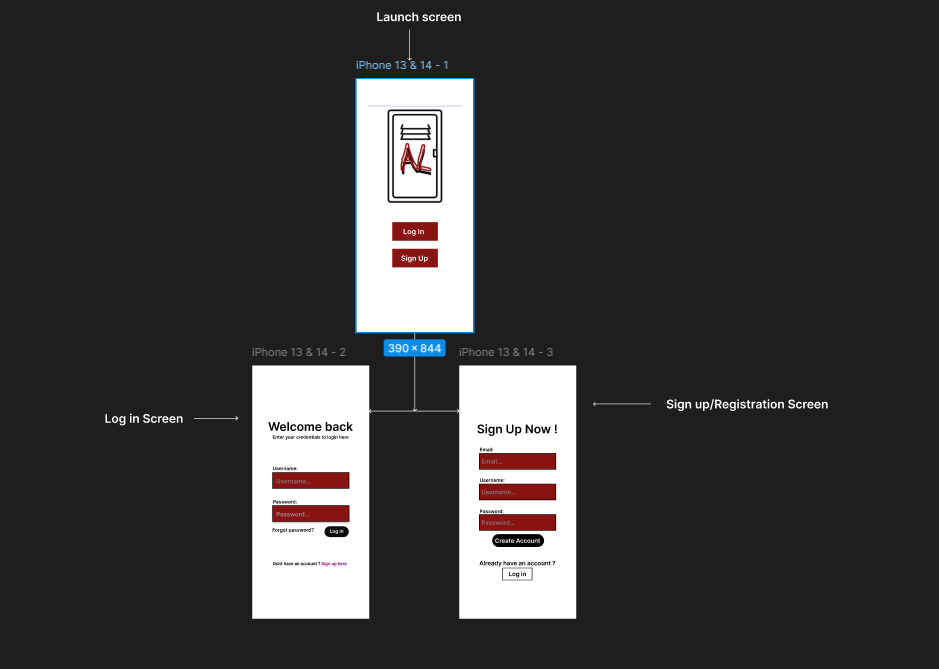 Launch screen
iPhone 13 & 14 - 1
AL
Log In
Sign Up
390 × 844
iPhone 13 & 14 - 2
iPhone 13 & 14 - 3
Log in Screen
Welcome back
Enter your credentials to login here
Username:
Username...
Password:
Password...
Forgot password?
Log In
Dont have an account ? Sign up here
Sign up/Registration Screen
Sign Up Now !
Email:
Email...
Username:
Username...
Password:
Password...
Create Account
Already have an account ?
Log in